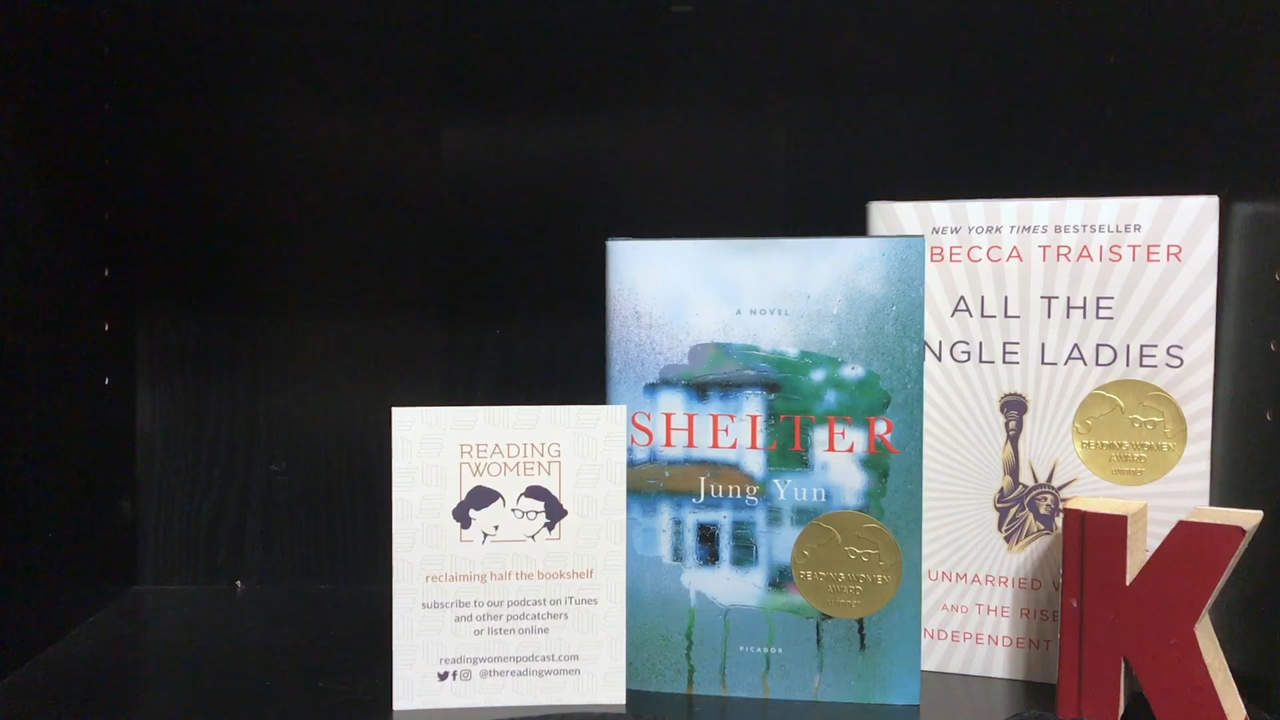 READING
WOMEN
reclaiming half the bookshelf
subscribe to our podcast on iTunes
and other podcatchers
or listen online
readingwomenpodcast.com
@thereadingwomen
A NOVEL
SHELTER
Jung Yun
READING WOMEN
AWARD
winner
PICADOR
NEW YORK TIMES BESTSELLER
BECCA TRAISTER
ALL THE
NGLE LADIES
READING WOMEN
AWARD
winner
UNMARRIED
AND THE RISE
NDEPENDENT
K